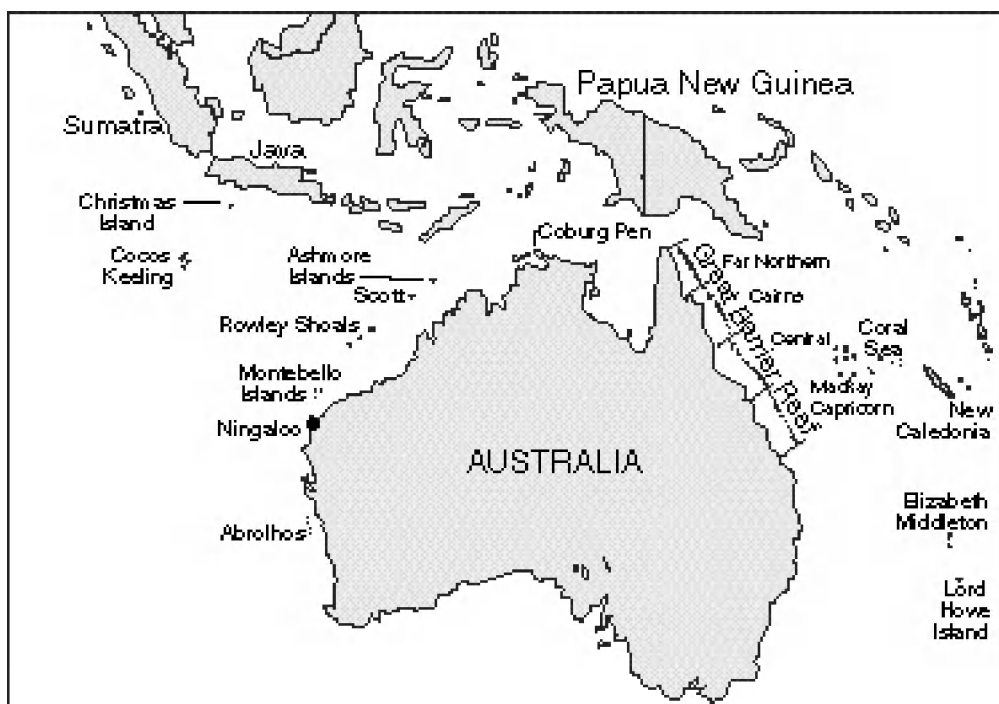 Papua New Guinea
Sumatra
Jawa
Christmas
Island
Coburg Pen
Cocos
Keeling
Ashmore
Islands
Scott
Far Northern
Cairns
Great Barrier Reef
Rowley Shoals
Central
Coral
Sea
Montebello
Islands
Mackay
Capricorn
Ningaloo
New
Caledonia
AUSTRALIA
Elizabeth
Middleton
Abrolhos
Lord
Howe
Island